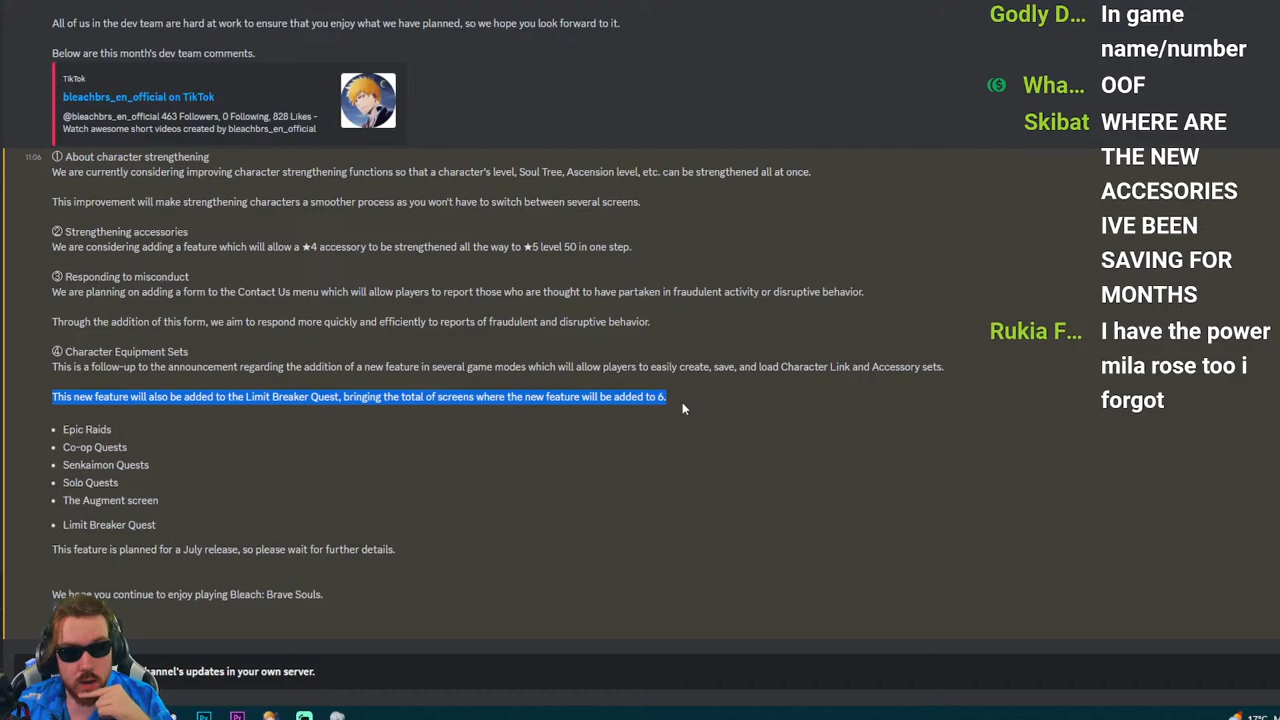 All of us in the dev team are hard at work to ensure that you enjoy what we have planned, so we hope you look forward to it.
Below are this month's dev team comments.
TikTok
bleachbrs_en_official on TikTok
@bleachbrs_en_official 463 Followers, 0 Following, 828 Likes -
Watch awesome short videos created by bleachbrs_en_official
11:06
① About character strengthening
We are currently considering improving character strengthening functions so that a character's level, Soul Tree, Ascension level, etc. can be strengthened all at once.
This improvement will make strengthening characters a smoother process as you won't have to switch between several screens.
② Strengthening accessories
We are considering adding a feature which will allow a ★4 accessory to be strengthened all the way to ★5 level 50 in one step.
③ Responding to misconduct
We are planning on adding a form to the Contact Us menu which will allow players to report those who are thought to have partaken in fraudulent activity or disruptive behavior.
Through the addition of this form, we aim to respond more quickly and efficiently to reports of fraudulent and disruptive behavior.
④ Character Equipment Sets
This is a follow-up to the announcement regarding the addition of a new feature in several game modes which will allow players to easily create, save, and load Character Link and Accessory sets.
This new feature will also be added to the Limit Breaker Quest, bringing the total of screens where the new feature will be added to 6.
• Epic Raids
• Co-op Quests
• Senkaimon Quests
• Solo Quests
• The Augment screen
• Limit Breaker Quest
This feature is planned for a July release, so please wait for further details.
We hope you continue to enjoy playing Bleach: Brave Souls.
hannel's updates in your own server.
Godly D... In game
name/number
Wha... OOF
Skibat WHERE ARE
THE NEW
ACCESORIES
IVE BEEN
SAVING FOR
MONTHS
Rukia F... I have the power
mila rose too i
forgot
17°C